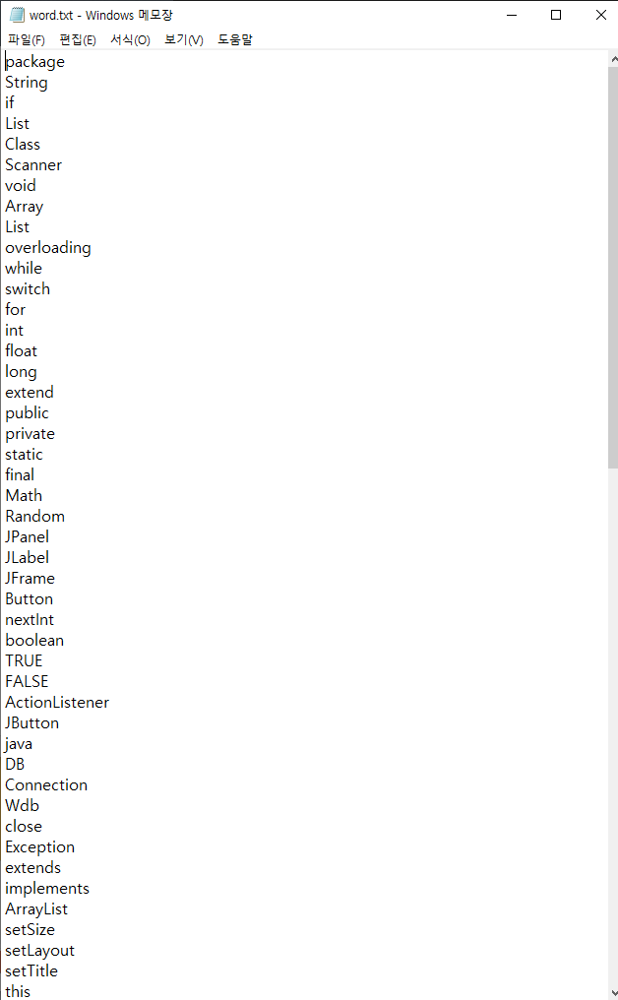 word.txt - Windows 메모장
파일(F) 편집(E) 서식(O) 보기(V) 도움말
package
String
if
List
Class
Scanner
void
Array
List
overloading
while
switch
for
int
float
long
extend
public
private
static
final
Math
Random
JPanel
JLabel
JFrame
Button
nextInt
boolean
TRUE
FALSE
ActionListener
JButton
java
DB
Connection
Wdb
close
Exception
extends
implements
ArrayList
setSize
setLayout
setTitle
this